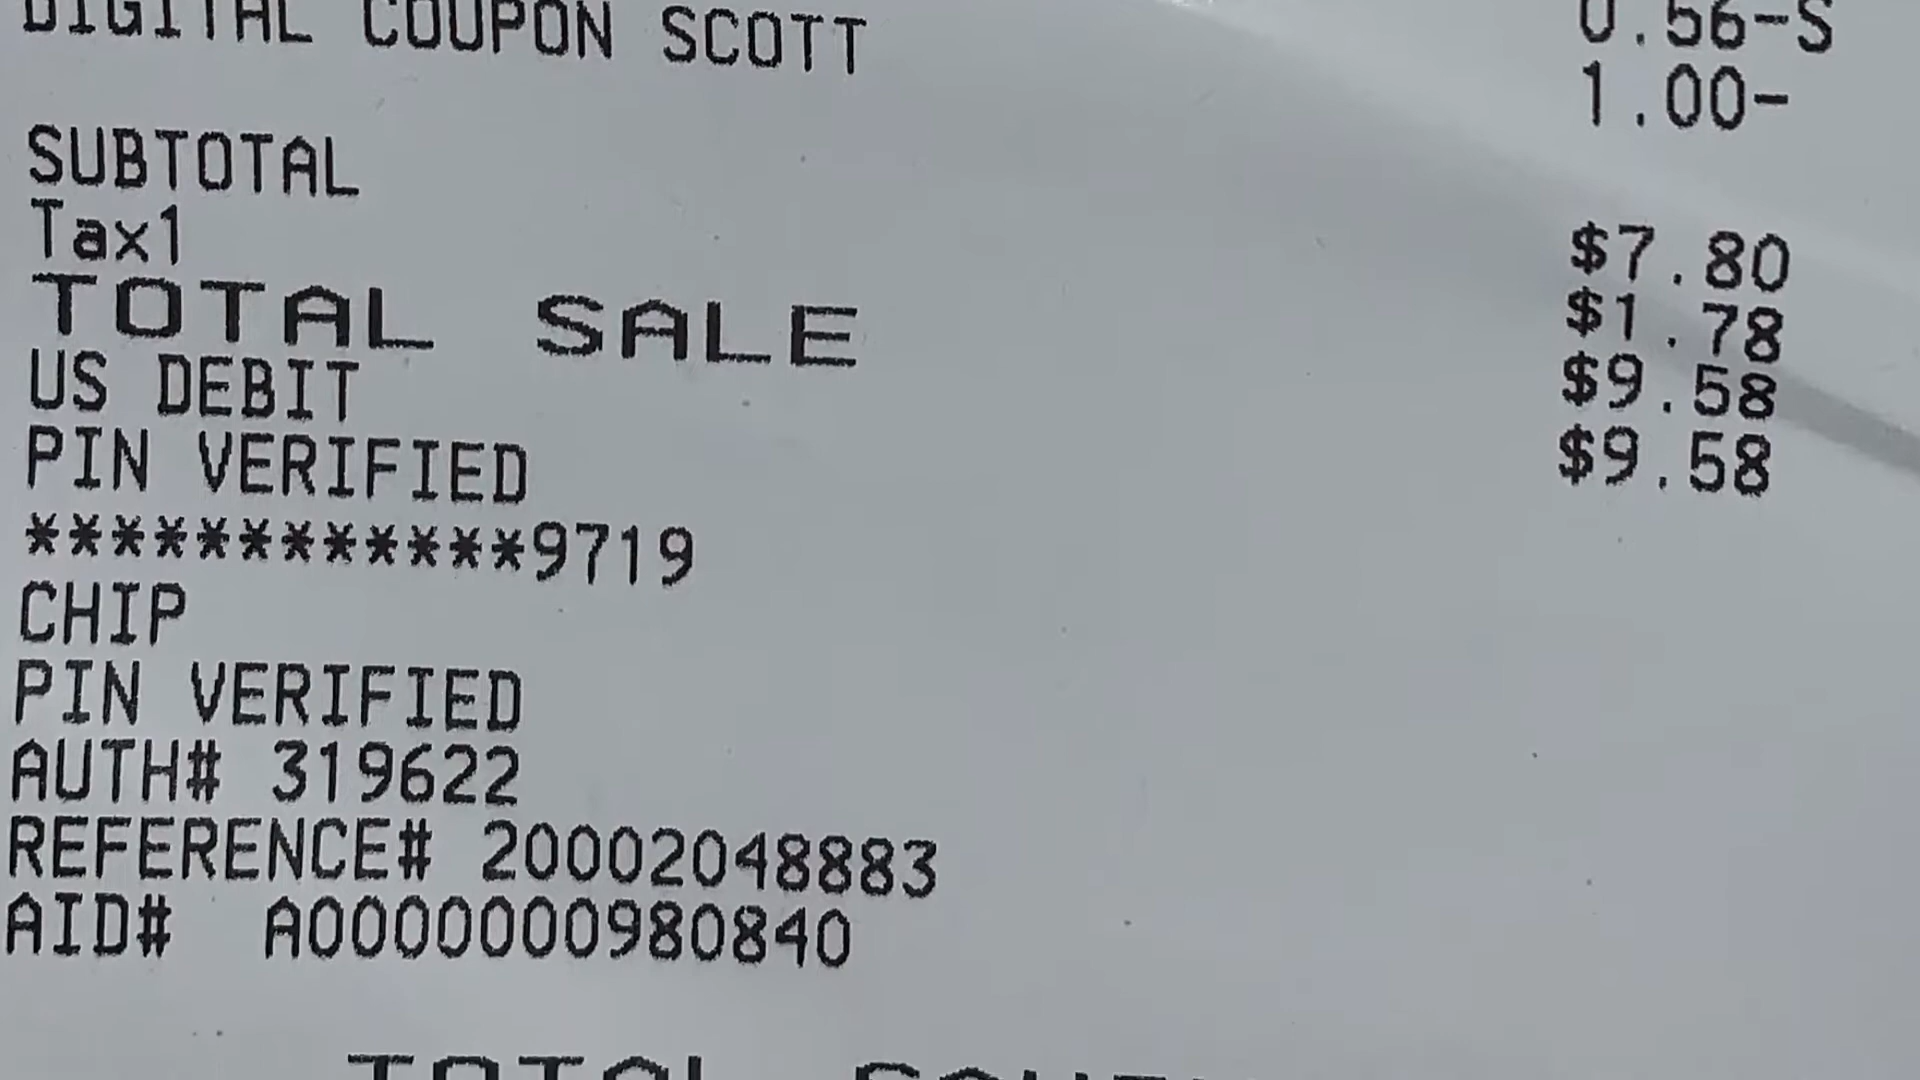 DIGITAL COUPON SCOTT 0.56-S
1.00-
SUBTOTAL $7.80
Tax1 $1.78
TOTAL SALE $9.58
US DEBIT $9.58
PIN VERIFIED
************9719
CHIP
PIN VERIFIED
AUTH# 319622
REFERENCE# 20002048883
AID# A0000000980840
TOTAL